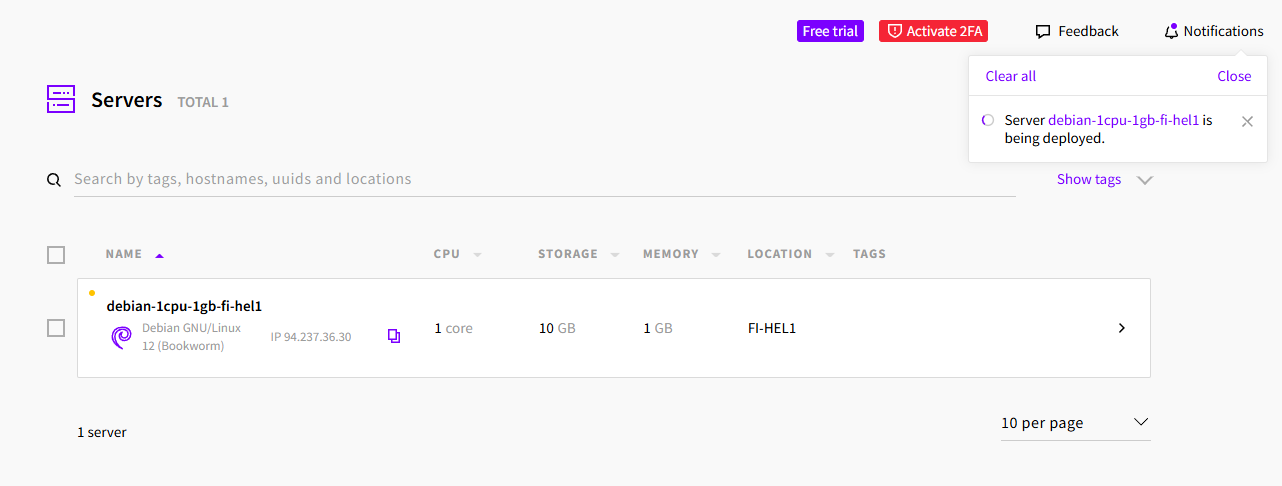 Free trial
Activate 2FA
Feedback
Notifications
Clear all
Close
Server debian-1cpu-1gb-fi-hel1 is
being deployed.
Servers TOTAL 1
Search by tags, hostnames, uuids and locations
Show tags
NAME CPU STORAGE MEMORY LOCATION TAGS
debian-1cpu-1gb-fi-hel1
Debian GNU/Linux
12 (Bookworm)
IP 94.237.36.30
1 core
10 GB
1 GB
FI-HEL1
1 server
10 per page